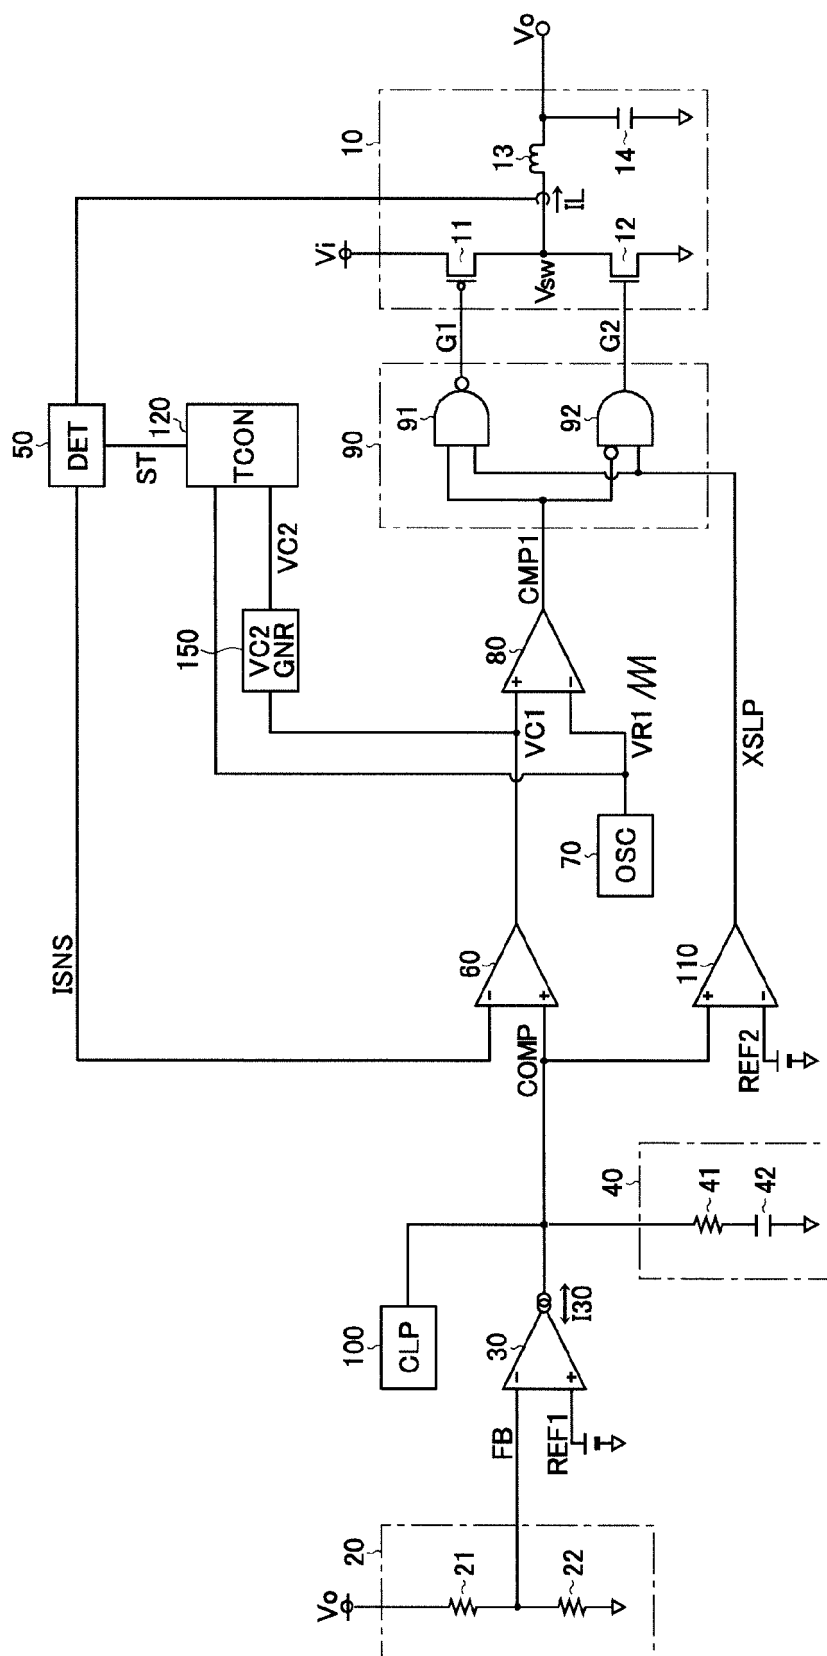 Vo
20
21
22
FB
REF1
30
I30
100
CLP
40
41
42
COMP
ISNS
60
REF2
110
XSLP
70
OSC
VR1
VC1
80
CMP1
150
VC2
GNR
VC2
120
TCON
ST
50
DET
90
91
92
G1
G2
10
Vi
11
Vsw
12
IL
13
14
Vo